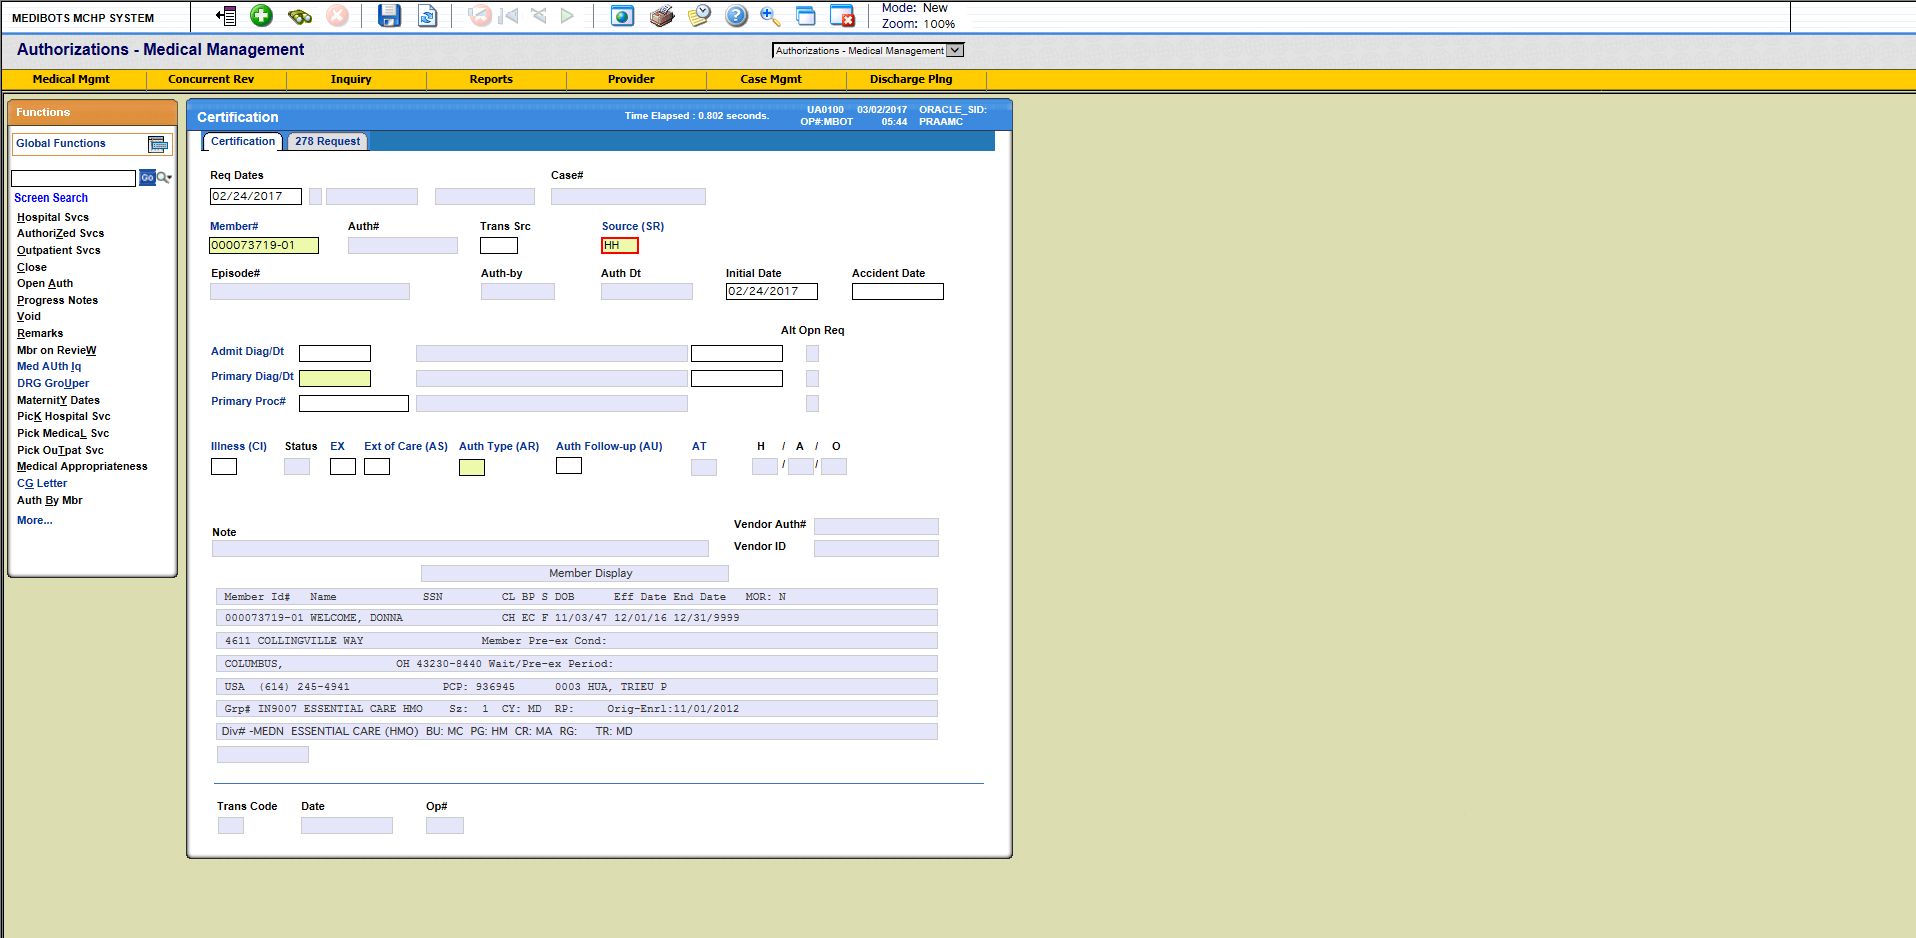 MEDIBOTS MCHP SYSTEM
Mode: New
Zoom: 100%
Authorizations - Medical Management
Authorizations - Medical Management
Medical Mgmt
Concurrent Rev
Inquiry
Reports
Provider
Case Mgmt
Discharge Plng
Functions
Global Functions
Go
Screen Search
Hospital Svcs
AuthoriZed Svcs
Outpatient Svcs
Close
Open Auth
Progress Notes
Void
Remarks
Mbr on RevieW
Med AUth Iq
DRG GroUper
MaternitY Dates
PicK Hospital Svc
Pick MedicaL Svc
Pick OuTpat Svc
Medical Appropriateness
CG Letter
Auth By Mbr
More...
Certification
Time Elapsed : 0.802 seconds.
UA0100 03/02/2017 ORACLE_SID:
OP#:MBOT 05:44 PRAAMC
Certification 278 Request
Req Dates Case#
02/24/2017
Member# Auth# Trans Src Source (SR)
000073719-01 HH
Episode# Auth-by Auth Dt Initial Date Accident Date
02/24/2017
Alt Opn Req
Admit Diag/Dt
Primary Diag/Dt
Primary Proc#
Illness (CI) Status EX Ext of Care (AS) Auth Type (AR) Auth Follow-up (AU) AT H / A / O
/ /
Vendor Auth#
Note
Vendor ID
Member Display
Member Id# Name SSN CL BP S DOB Eff Date End Date MOR: N
000073719-01 WELCOME, DONNA CH EC F 11/03/47 12/01/16 12/31/9999
4611 COLLINGVILLE WAY Member Pre-ex Cond:
COLUMBUS, OH 43230-8440 Wait/Pre-ex Period:
USA (614) 245-4941 PCP: 936945 0003 HUA, TRIEU P
Grp# IN9007 ESSENTIAL CARE HMO Sz: 1 CY: MD RP: Orig-Enrl:11/01/2012
Div# -MEDN ESSENTIAL CARE (HMO) BU: MC PG: HM CR: MA RG: TR: MD
Trans Code Date Op#